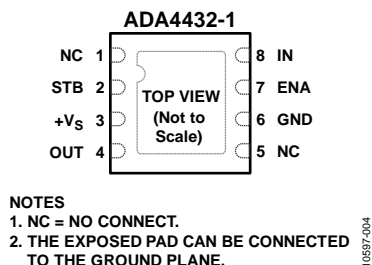 ADA4432-1
NC 1
STB 2
+VS 3
OUT 4
TOP VIEW
(Not to
Scale)
8 IN
7 ENA
6 GND
5 NC
NOTES
1. NC = NO CONNECT.
2. THE EXPOSED PAD CAN BE CONNECTED
TO THE GROUND PLANE.
10597-004